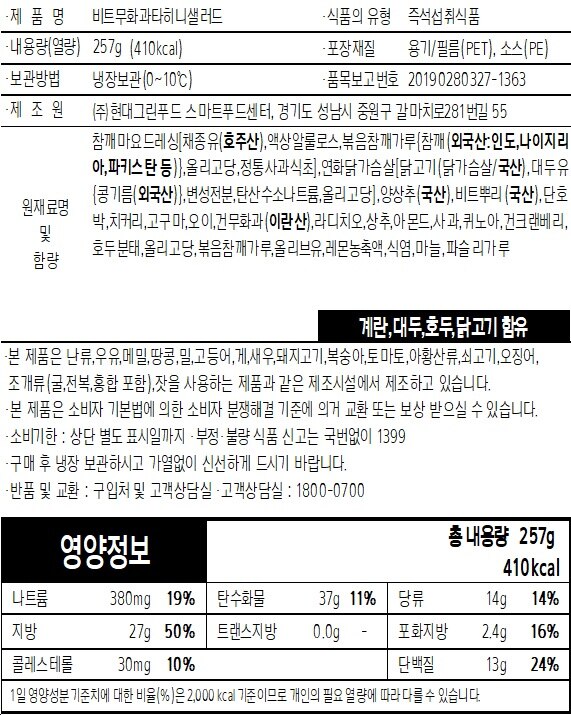 ·제 품 명 비트무화과타히니샐러드 ·식품의 유형 즉석섭취식품
·내용량(열량) 257g (410kcal) ·포장재질 용기/필름(PET), 소스(PE)
·보관방법 냉장보관(0~10℃) ·품목보고번호 20190280327-1363
·제 조 원 (주)현대그린푸드 스마트푸드센터, 경기도 성남시 중원구 갈마치로281번길 55
원재료명 및 함량
참깨마요드레싱[채종유(호주산),액상알룰로스,볶음참깨가루{참깨(외국산:인도,나이지리
아,파키스탄 등)},올리고당,정통사과식초],연화닭가슴살[닭고기(닭가슴살/국산),대두유
{콩기름(외국산)},변성전분,탄산수소나트륨,올리고당],양상추(국산),비트뿌리(국산),단호
박,치커리,고구마,오이,건무화과(이란산),라디치오,상추,아몬드,사과,퀴노아,건크랜베리,
호두분태,올리고당,볶음참깨가루,올리브유,레몬농축액,식염,마늘,파슬리가루
계란,대두,호두,닭고기 함유
·본 제품은 난류,우유,메밀,땅콩,밀,고등어,게,새우,돼지고기,복숭아,토마토,아황산류,쇠고기,오징어,
조개류(굴,전복,홍합 포함),잣을 사용하는 제품과 같은 제조시설에서 제조하고 있습니다.
·본 제품은 소비자 기본법에 의한 소비자 분쟁해결 기준에 의거 교환 또는 보상 받으실 수 있습니다.
·소비기한 : 상단 별도 표시일까지 ·부정·불량식품 신고는 국번없이 1399
·구매 후 냉장 보관하시고 가열없이 신선하게 드시기 바랍니다.
·반품 및 교환 : 구입처 및 고객상담실 ·고객상담실 : 1800-0700
영양정보 총 내용량 257g
410kcal
나트륨 380mg 19% 탄수화물 37g 11% 당류 14g 14%
지방 27g 50% 트랜스지방 0.0g - 포화지방 2.4g 16%
콜레스테롤 30mg 10% 단백질 13g 24%
1일 영양성분 기준치에 대한 비율(%)은 2,000 kcal 기준이므로 개인의 필요 열량에 따라 다를 수 있습니다.